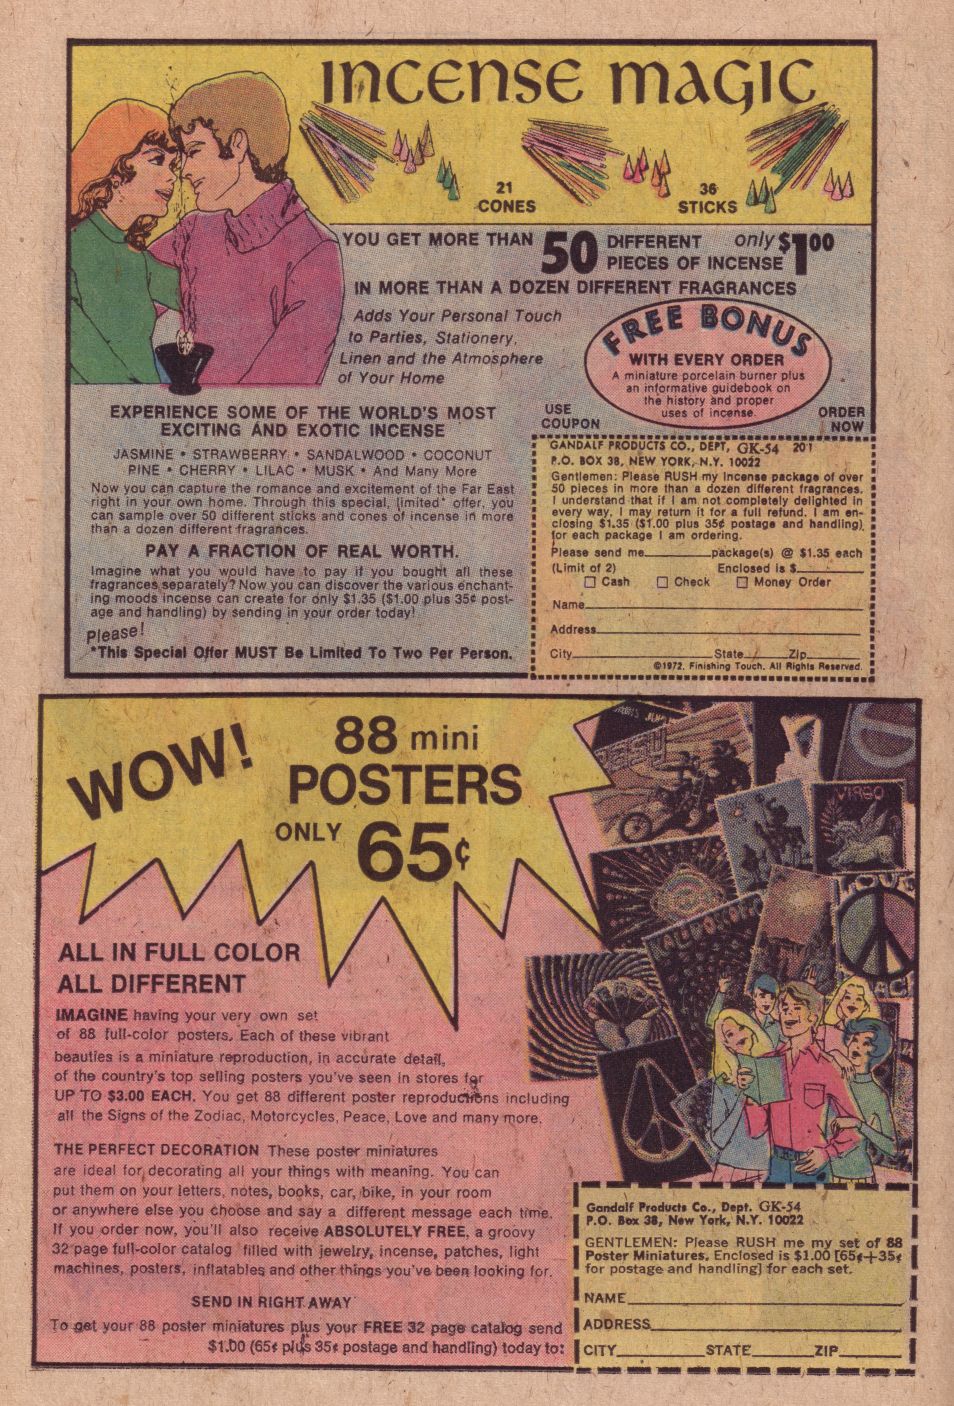 INCENSE MAGIC
21
CONES
36
STICKS
YOU GET MORE THAN 50 DIFFERENT only $1.00
PIECES OF INCENSE
IN MORE THAN A DOZEN DIFFERENT FRAGRANCES
Adds Your Personal Touch
to Parties, Stationery,
Linen and the Atmosphere
of Your Home
FREE BONUS
WITH EVERY ORDER
A miniature porcelain burner plus
an informative guidebook on
the history and proper
uses of incense.
EXPERIENCE SOME OF THE WORLD'S MOST
EXCITING AND EXOTIC INCENSE
JASMINE • STRAWBERRY • SANDALWOOD • COCONUT
PINE • CHERRY • LILAC • MUSK • And Many More
Now you can capture the romance and excitement of the Far East
right in your own home. Through this special, limited* offer, you
can sample over 50 different sticks and cones of incense in more
than a dozen different fragrances.
PAY A FRACTION OF REAL WORTH.
Imagine what you would have to pay if you bought all these
fragrances separately? Now you can discover the various enchant-
ing moods incense can create for only $1.35 ($1.00 plus 35¢ post-
age and handling) by sending in your order today!
Please!
*This Special Offer MUST Be Limited To Two Per Person.
USE
COUPON
ORDER
NOW
GANDALF PRODUCTS CO., DEPT, GK-54 201
P.O. BOX 38, NEW YORK, N.Y. 10022
Gentlemen: Please RUSH my Incense package of over
50 pieces in more than a dozen different fragrances.
I understand that if I am not completely delighted in
every way, I may return it for a full refund. I am en-
closing $1.35 ($1.00 plus 35¢ postage and handling)
for each package I am ordering.
Please send me package(s) @ $1.35 each
(Limit of 2) Enclosed is $
Cash Check Money Order
Name
Address
City State Zip
©1972, Finishing Touch, All Rights Reserved.
WOW!
88 mini
POSTERS
ONLY 65¢
VIRGO
LOVE
ALL IN FULL COLOR
ALL DIFFERENT
IMAGINE having your very own set
of 88 full-color posters. Each of these vibrant
beauties is a miniature reproduction, in accurate detail,
of the country's top selling posters you've seen in stores for
UP TO $3.00 EACH. You get 88 different poster reproductions including
all the Signs of the Zodiac, Motorcycles, Peace, Love and many more.
THE PERFECT DECORATION These poster miniatures
are ideal for decorating all your things with meaning. You can
put them on your letters, notes, books, car, bike, in your room
or anywhere else you choose and say a different message each time.
If you order now, you'll also receive ABSOLUTELY FREE, a groovy
32 page full-color catalog filled with jewelry, incense, patches, light
machines, posters, inflatables and other things you've been looking for.
SEND IN RIGHT AWAY
To get your 88 poster miniatures plus your FREE 32 page catalog send
$1.00 (65¢ plus 35¢ postage and handling) today to:
Gandalf Products Co., Dept. GK-54
P.O. Box 38, New York, N.Y. 10022
GENTLEMEN: Please RUSH me my set of 88
Poster Miniatures. Enclosed is $1.00 [65¢+35¢
for postage and handling] for each set.
NAME
ADDRESS
CITY STATE ZIP